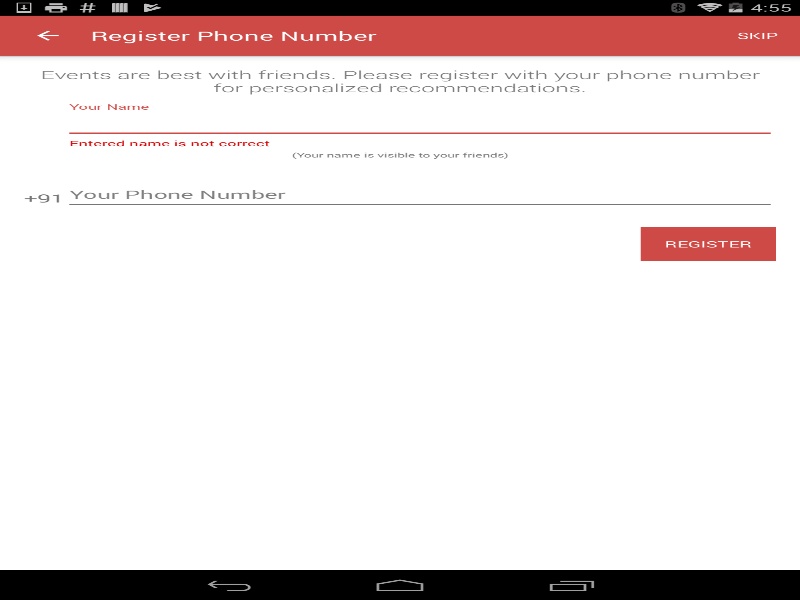 4:55
Register Phone Number
SKIP
Events are best with friends. Please register with your phone number
for personalized recommendations.
Your Name
Entered name is not correct
(Your name is visible to your friends)
+91 Your Phone Number
REGISTER